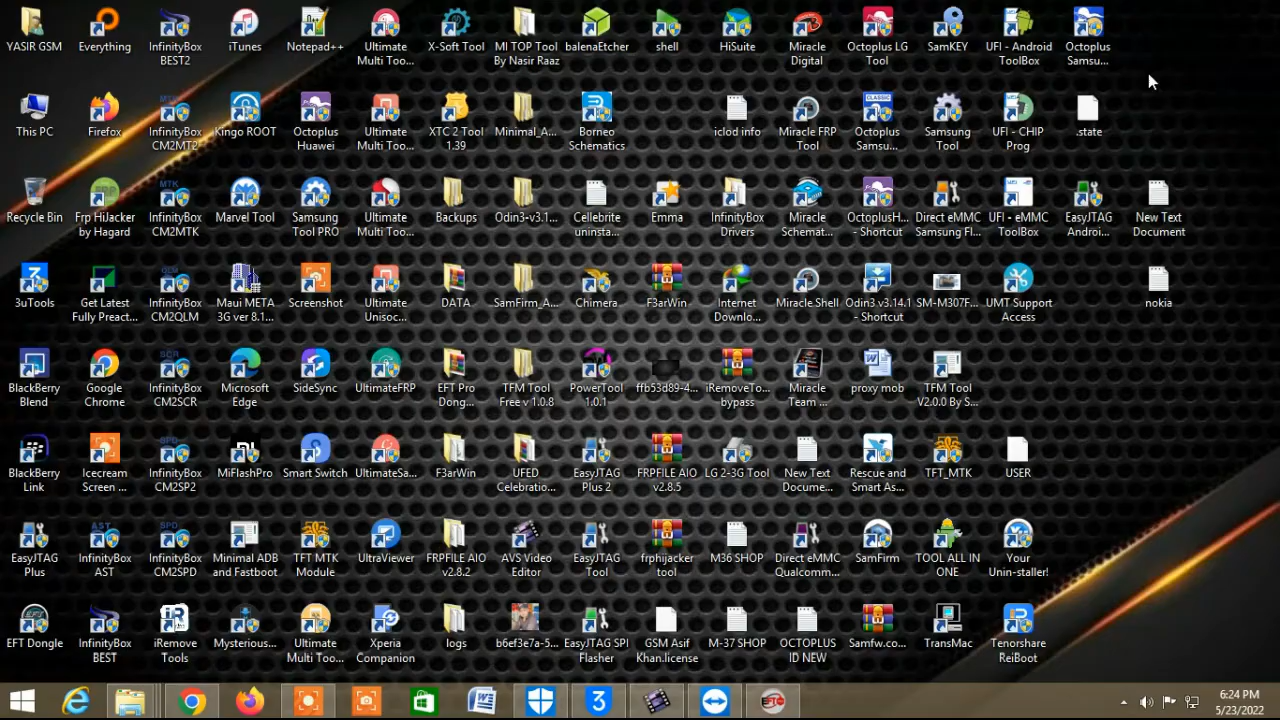 YASIR GSM
Everything
InfinityBox
BEST2
iTunes
Notepad++
Ultimate
Multi Too...
X-Soft Tool
MI TOP Tool
By Nasir Raaz
balenaEtcher
shell
HiSuite
Miracle
Digital
Octoplus LG
Tool
SamKEY
UFI - Android
ToolBox
Octoplus
Samsu...
This PC
Firefox
InfinityBox
CM2MT2
Kingo ROOT
Octoplus
Huawei
Ultimate
Multi Too...
XTC 2 Tool
1.39
Minimal_A...
Borneo
Schematics
iclod info
Miracle FRP
Tool
CLASSIC
Octoplus
Samsu...
Samsung
Tool
UFI - CHIP
Prog
.state
Recycle Bin
Frp HiJacker
by Hagard
MTK
InfinityBox
CM2MTK
Marvel Tool
Samsung
Tool PRO
Ultimate
Multi Too...
Backups
Odin3-v3.1...
Cellebrite
uninsta...
Emma
InfinityBox
Drivers
Miracle
Schemat...
OctoplusH...
- Shortcut
Direct eMMC
Samsung Fl...
UFI - eMMC
ToolBox
EasyJTAG
Androi...
New Text
Document
3uTools
Get Latest
Fully Preact...
InfinityBox
CM2QLM
Maui META
3G ver 8.1...
Screenshot
Ultimate
Unisoc...
DATA
SamFirm_A...
Chimera
F3arWin
Internet
Downlo...
Miracle Shell
Odin3 v3.14.1
- Shortcut
SM-M307F...
UMT Support
Access
nokia
BlackBerry
Blend
Google
Chrome
SCR
InfinityBox
CM2SCR
Microsoft
Edge
SideSync
UltimateFRP
EFT Pro
Dong...
TFM Tool
Free v 1.0.8
PowerTool
1.0.1
ffb53d89-4...
iRemoveTo...
bypass
Miracle
Team ...
proxy mob
TFM Tool
V2.0.0 By S...
BlackBerry
Link
Icecream
Screen ...
SPD
InfinityBox
CM2SP2
MiFlashPro
Smart Switch
UltimateSa...
F3arWin
UFED
Celebratio...
EasyJTAG
Plus 2
FRPFILE AIO
v2.8.5
LG 2-3G Tool
New Text
Docume...
Rescue and
Smart As...
TFT_MTK
USER
EasyJTAG
Plus
AST
InfinityBox
AST
SPD
InfinityBox
CM2SPD
Minimal ADB
and Fastboot
TFT MTK
Module
UltraViewer
FRPFILE AIO
v2.8.2
AVS Video
Editor
EasyJTAG
Tool
frphijacker
tool
M36 SHOP
Direct eMMC
Qualcomm...
SamFirm
TOOL ALL IN
ONE
Your
Unin-staller!
EFT Dongle
InfinityBox
BEST
iRemove
Tools
Mysterious...
Ultimate
Multi Too...
Xperia
Companion
logs
b6ef3e7a-5...
EasyJTAG SPI
Flasher
GSM Asif
Khan.license
M-37 SHOP
OCTOPLUS
ID NEW
Samfw.co...
TransMac
Tenorshare
ReiBoot
6:24 PM
5/23/2022